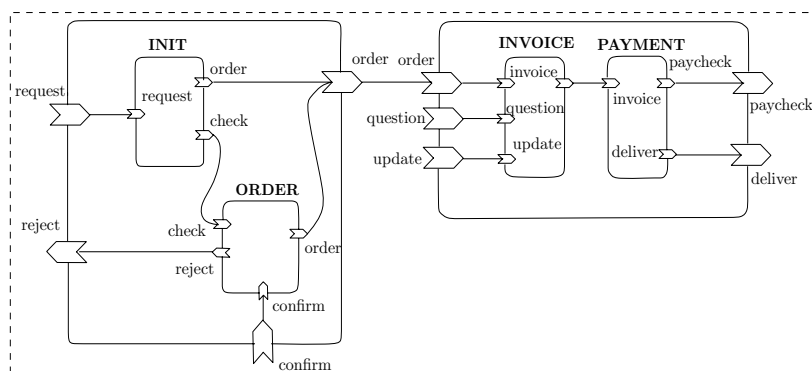 INIT
INVOICE
PAYMENT
order
order
order
invoice
paycheck
request
request
invoice
question
question
paycheck
check
update
update
deliver
deliver
ORDER
reject
check
order
reject
confirm
confirm